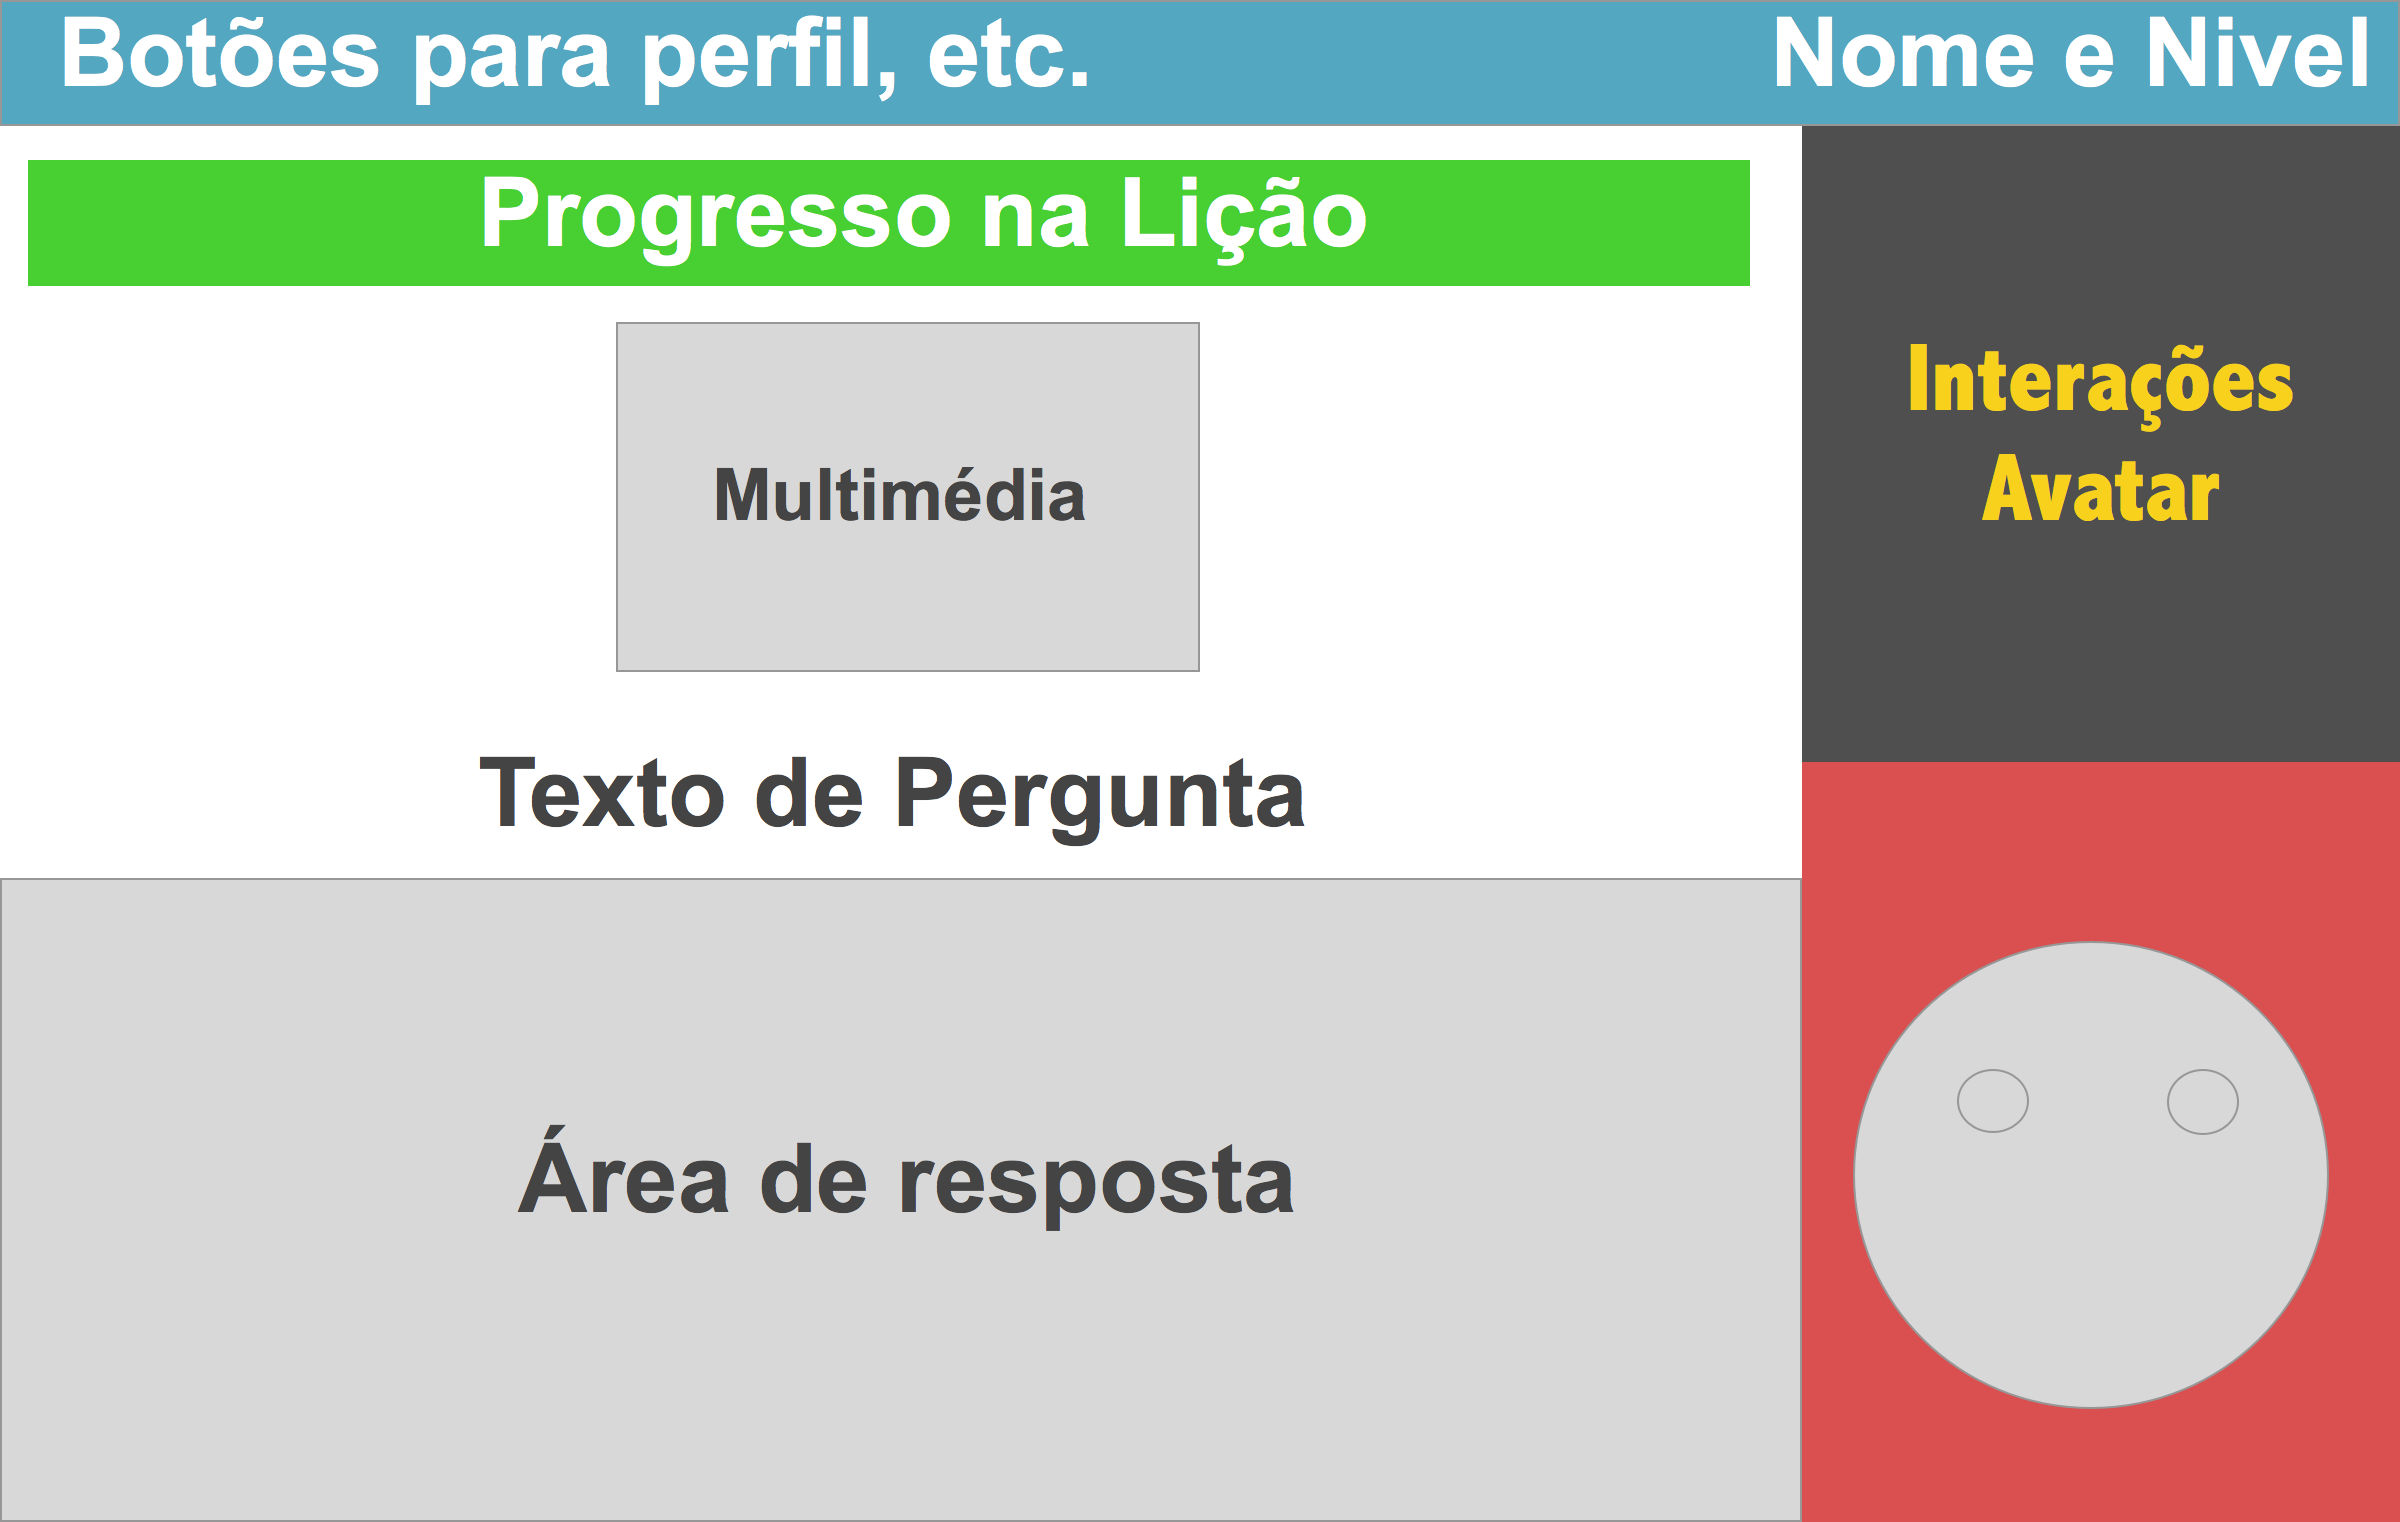 Botões para perfil, etc.
Nome e Nivel
Progresso na Lição
Multimédia
Interações
Avatar
Texto de Pergunta
Área de resposta